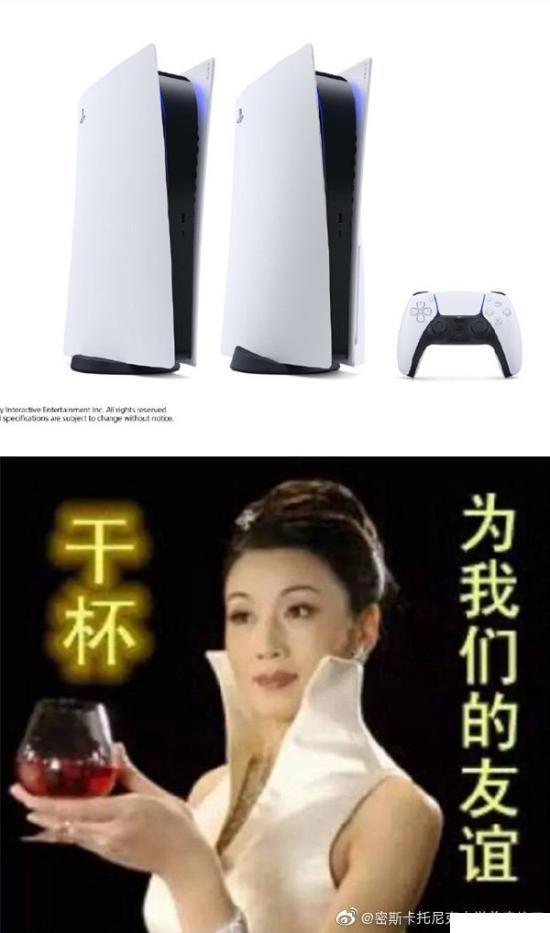 y Interactive Entertainment Inc. All rights reserved.
specifications are subject to change without notice.
干杯
为我们的友谊
@密斯卡托尼克